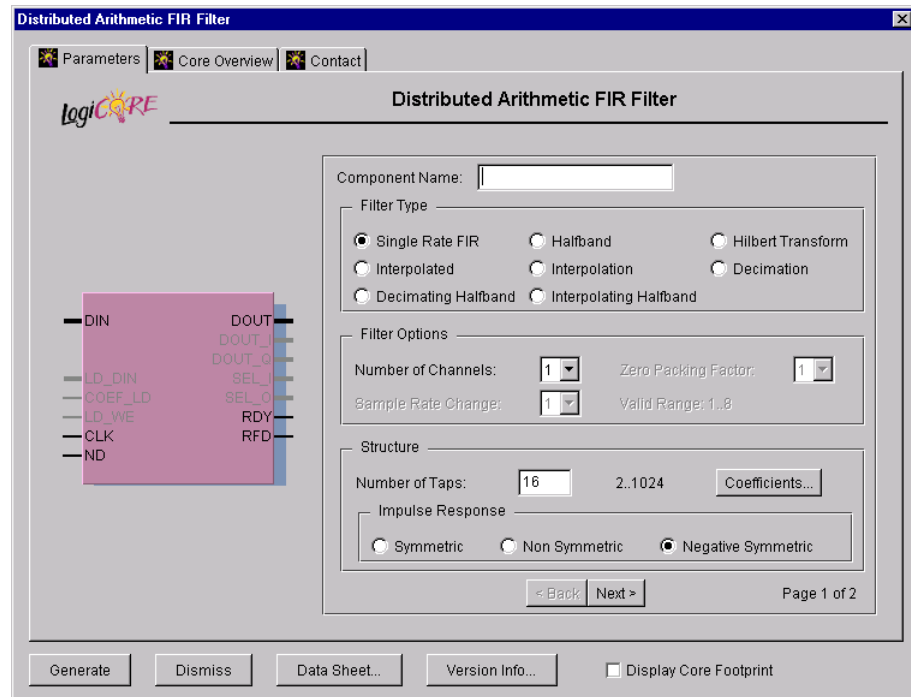 Distributed Arithmetic FIR Filter
Parameters Core Overview Contact
logiCORE
Distributed Arithmetic FIR Filter
Component Name:
Filter Type
Single Rate FIR Halfband Hilbert Transform
Interpolated Interpolation Decimation
Decimating Halfband Interpolating Halfband
Filter Options
Number of Channels: 1 Zero Packing Factor: 1
Sample Rate Change: 1 Valid Range: 1..8
Structure
Number of Taps: 16 2..1024 Coefficients...
Impulse Response
Symmetric Non Symmetric Negative Symmetric
< Back Next > Page 1 of 2
DIN DOUT
DOUT_I
DOUT_Q
LD_DIN SEL_I
COEF_LD SEL_O
LD_WE RDY
CLK RFD
ND
Generate Dismiss Data Sheet... Version Info... Display Core Footprint